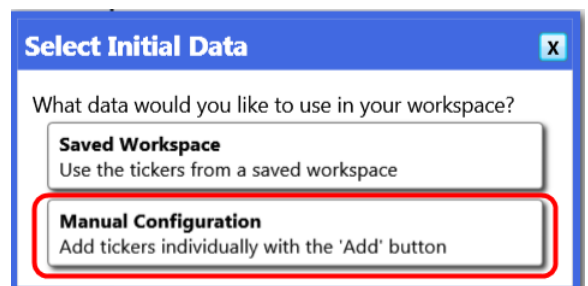 Select Initial Data
X
What data would you like to use in your workspace?
Saved Workspace
Use the tickers from a saved workspace
Manual Configuration
Add tickers individually with the 'Add' button